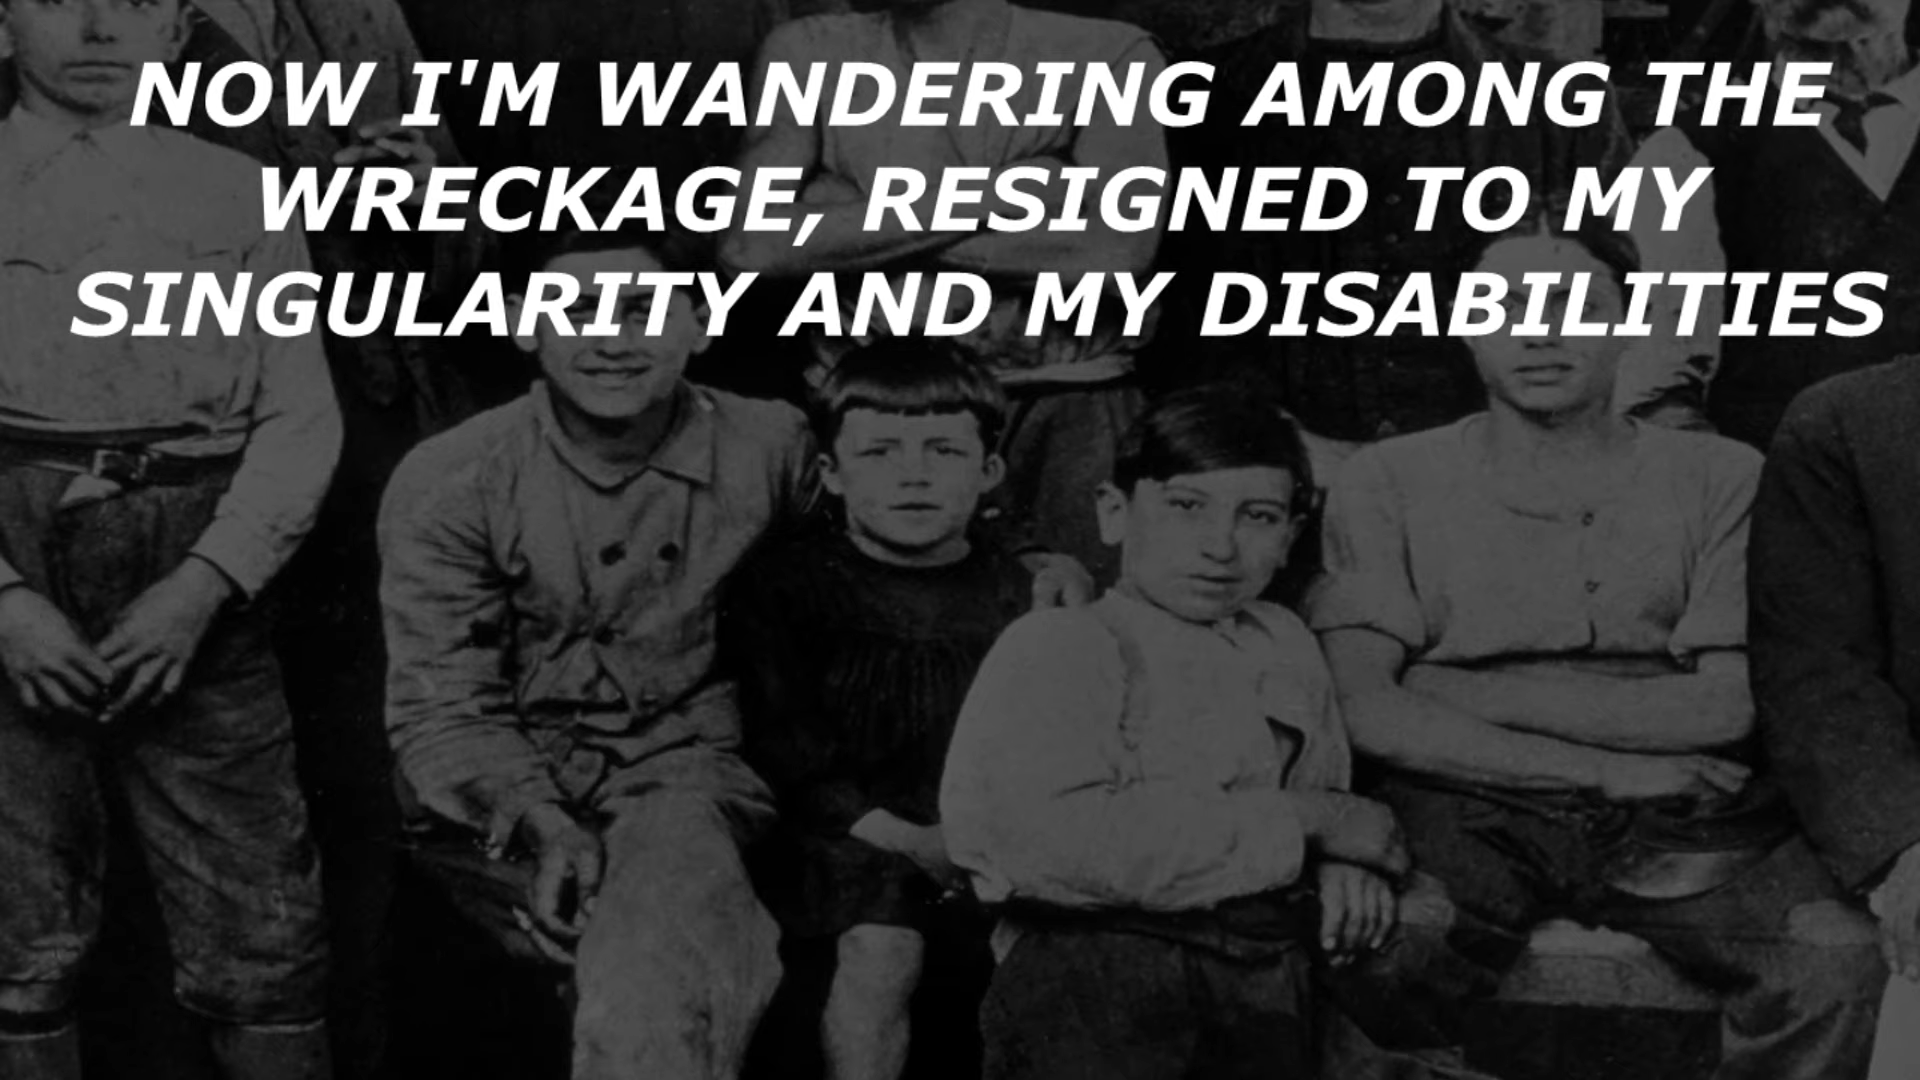 NOW I'M WANDERING AMONG THE
WRECKAGE, RESIGNED TO MY
SINGULARITY AND MY DISABILITIES